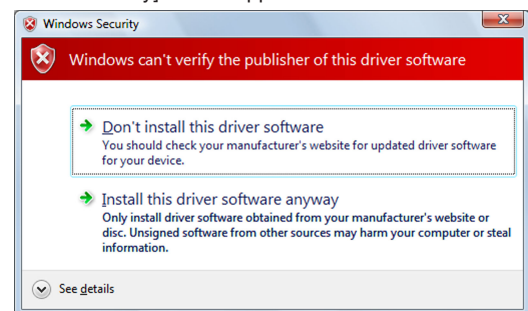 Windows Security
Windows can't verify the publisher of this driver software
Don't install this driver software
You should check your manufacturer's website for updated driver software
for your device.
Install this driver software anyway
Only install driver software obtained from your manufacturer's website or
disc. Unsigned software from other sources may harm your computer or steal
information.
See details